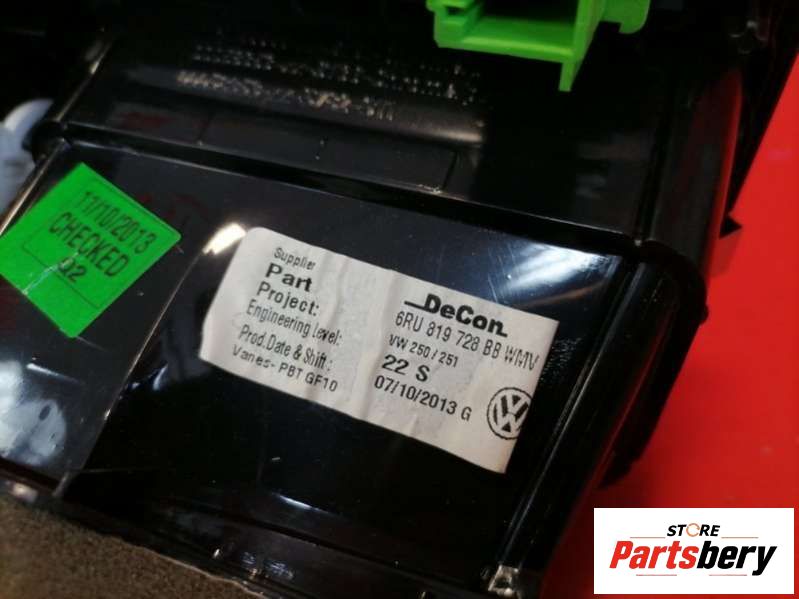 11/10/2013
CHECKED
Q2
Supplier DeCon
Part 6RU 819 728 BB WMV
Project: VW 250 / 251
Engineering Level: 22 S
Prod. Date & Shift : 07/10/2013 G
Vanes- PBT GF10
STORE
Partsbery